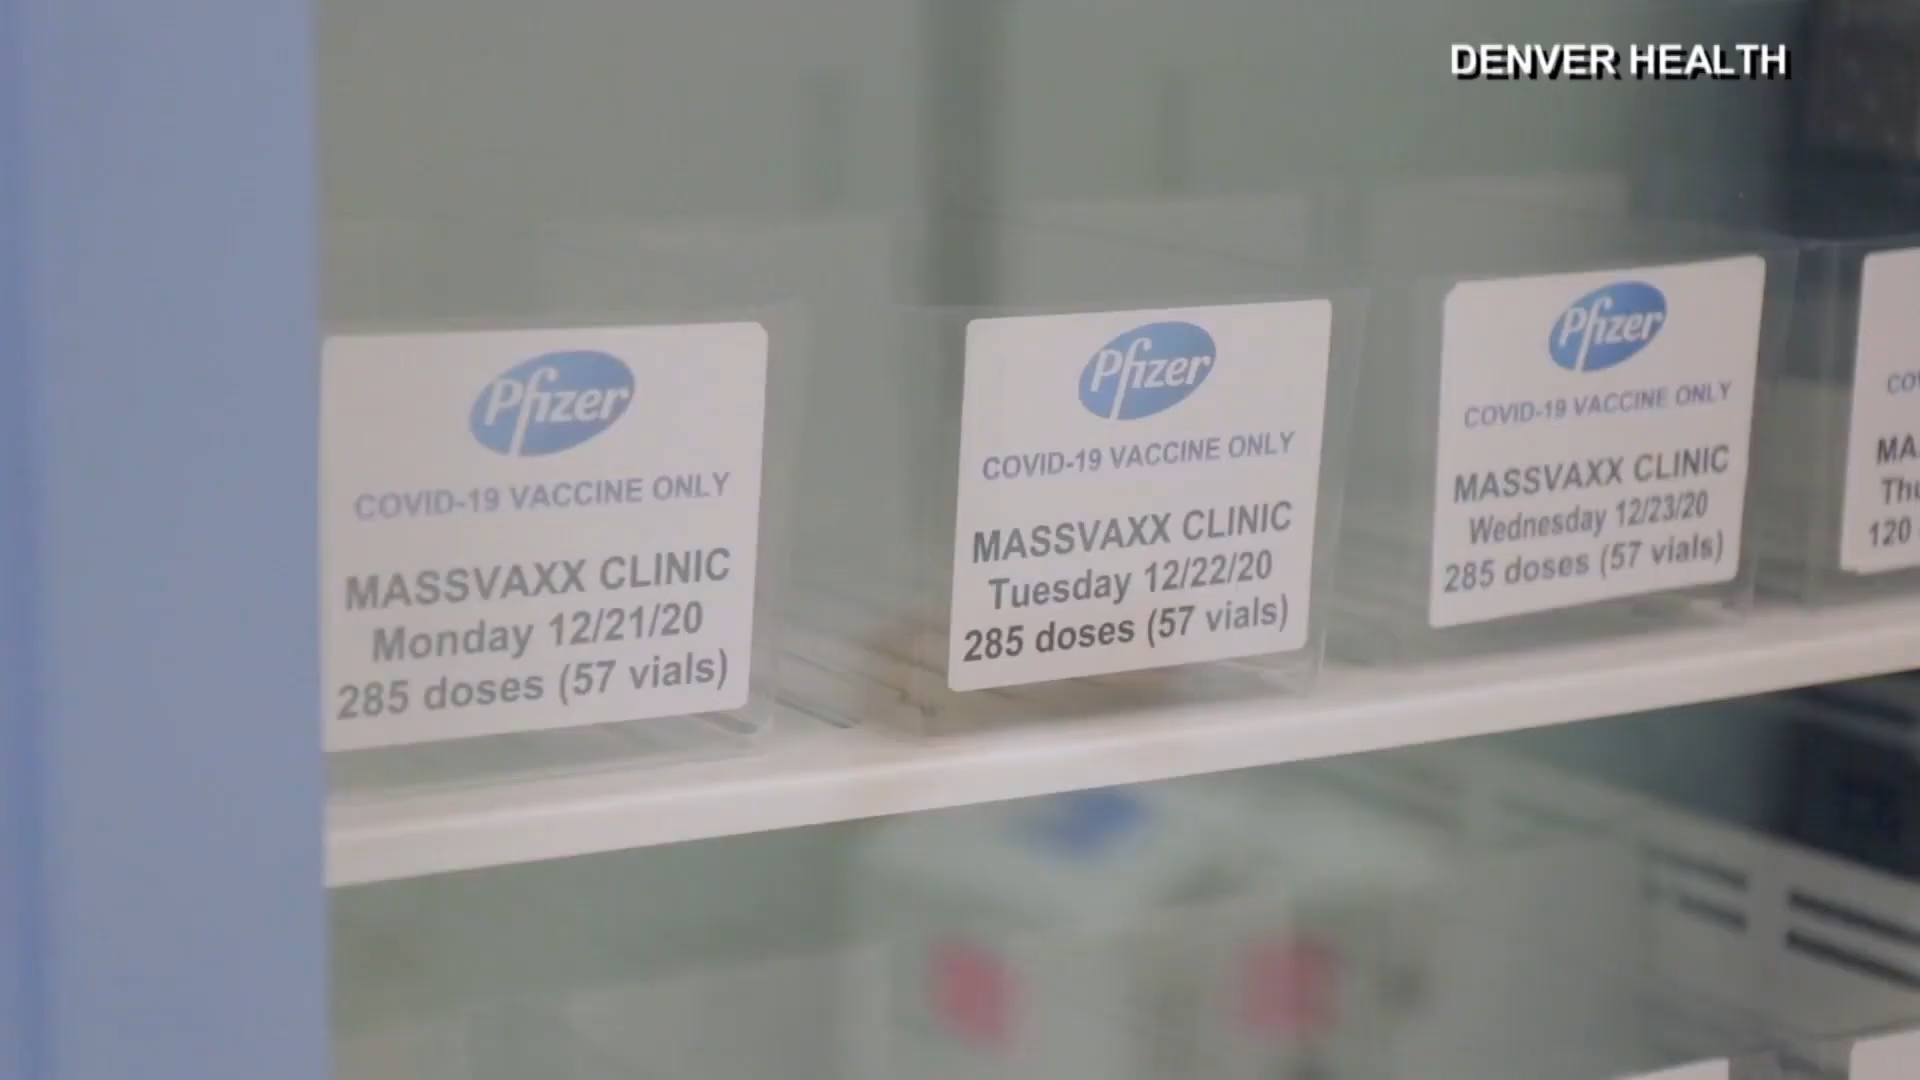 DENVER HEALTH
Pfizer
COVID-19 VACCINE ONLY
MASSVAXX CLINIC
Monday 12/21/20
285 doses (57 vials)
Pfizer
COVID-19 VACCINE ONLY
MASSVAXX CLINIC
Tuesday 12/22/20
285 doses (57 vials)
Pfizer
COVID-19 VACCINE ONLY
MASSVAXX CLINIC
Wednesday 12/23/20
285 doses (57 vials)
120